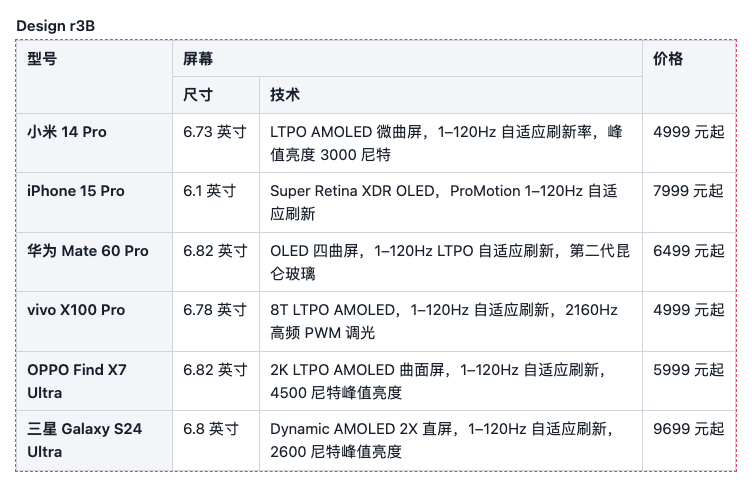 Design r3B
型号 屏幕 价格
尺寸 技术
小米 14 Pro 6.73 英寸 LTPO AMOLED 微曲屏，1–120Hz 自适应刷新率，峰
值亮度 3000 尼特 4999 元起
iPhone 15 Pro 6.1 英寸 Super Retina XDR OLED，ProMotion 1–120Hz 自适
应刷新 7999 元起
华为 Mate 60 Pro 6.82 英寸 OLED 四曲屏，1–120Hz LTPO 自适应刷新，第二代昆
仑玻璃 6499 元起
vivo X100 Pro 6.78 英寸 8T LTPO AMOLED，1–120Hz 自适应刷新，2160Hz
高频 PWM 调光 4999 元起
OPPO Find X7
Ultra 6.82 英寸 2K LTPO AMOLED 曲面屏，1–120Hz 自适应刷新，
4500 尼特峰值亮度 5999 元起
三星 Galaxy S24
Ultra 6.8 英寸 Dynamic AMOLED 2X 直屏，1–120Hz 自适应刷新，
2600 尼特峰值亮度 9699 元起